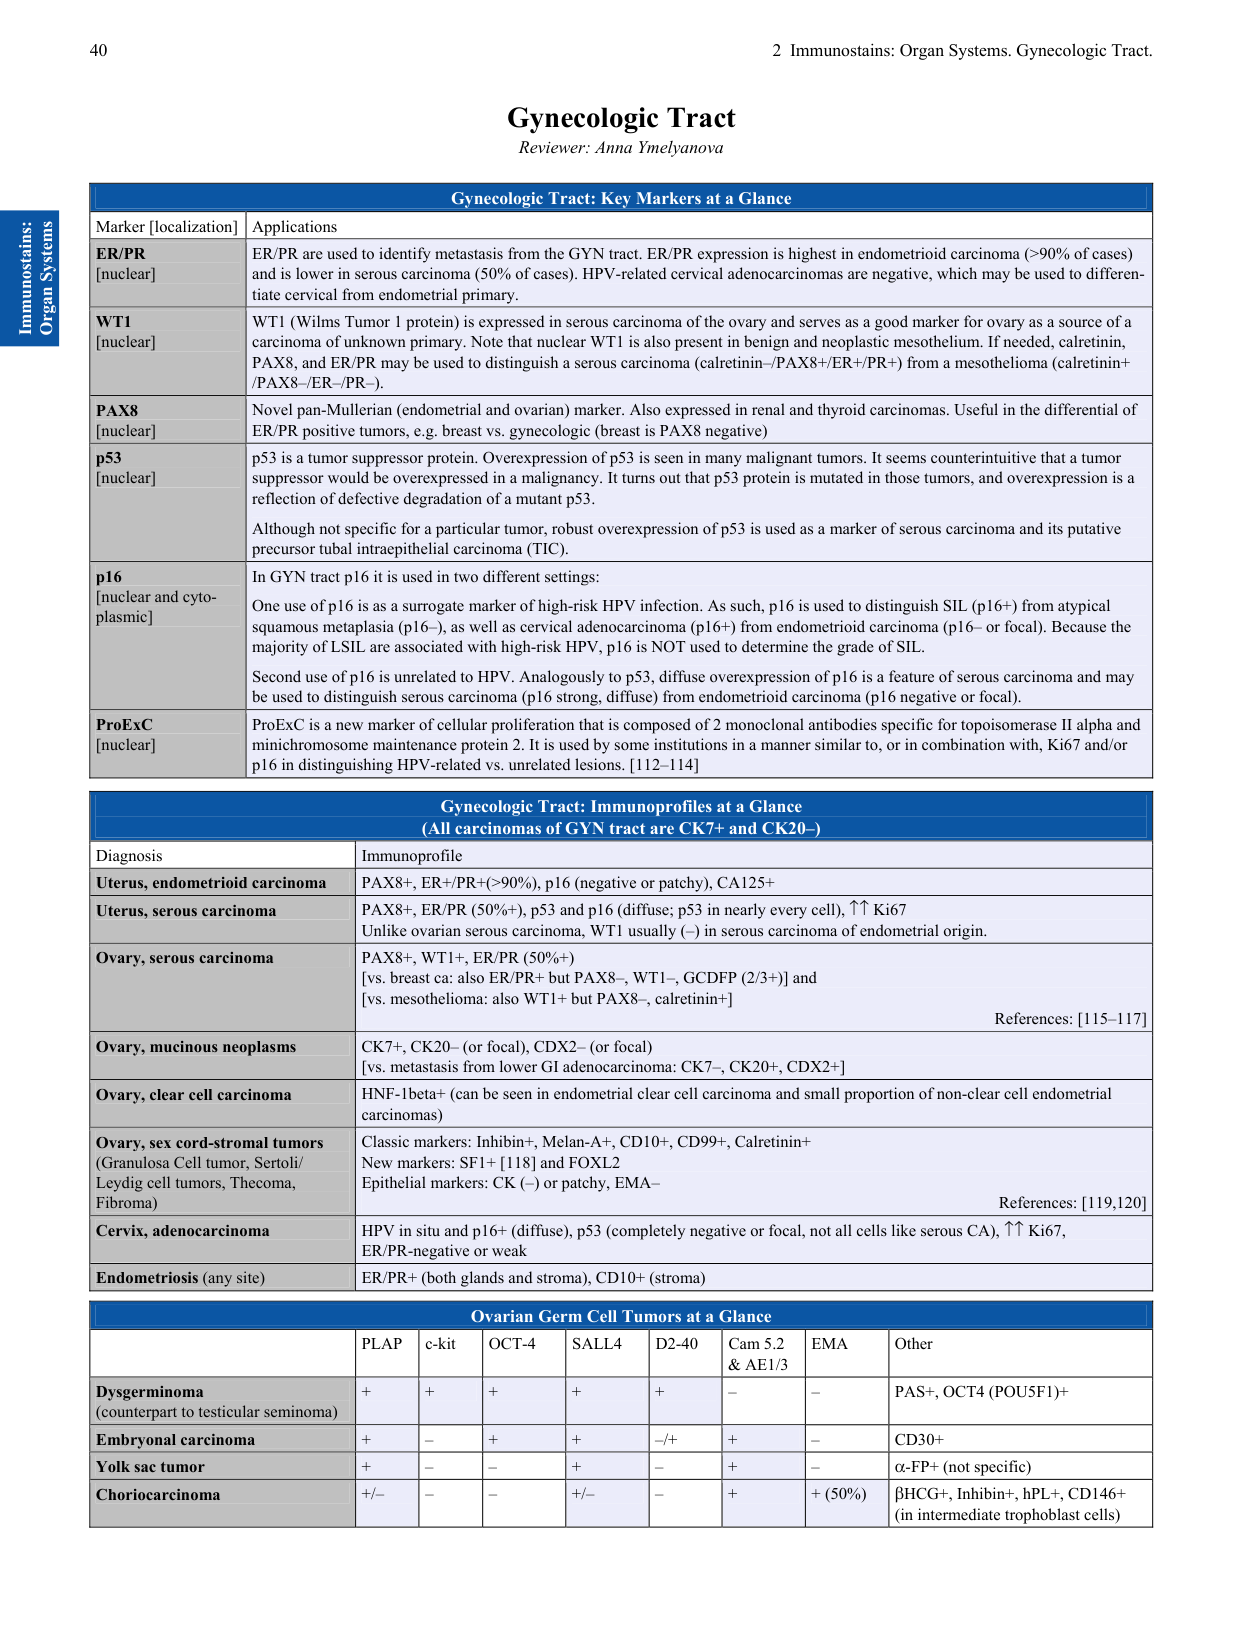 40
2 Immunostains: Organ Systems. Gynecologic Tract.
Immunostains:
Organ Systems
Gynecologic Tract
Reviewer: Anna Ymelyanova
Gynecologic Tract: Key Markers at a Glance
Marker [localization] Applications
ER/PR
[nuclear]
ER/PR are used to identify metastasis from the GYN tract. ER/PR expression is highest in endometrioid carcinoma (>90% of cases)
and is lower in serous carcinoma (50% of cases). HPV-related cervical adenocarcinomas are negative, which may be used to differen-
tiate cervical from endometrial primary.
WT1
[nuclear]
WT1 (Wilms Tumor 1 protein) is expressed in serous carcinoma of the ovary and serves as a good marker for ovary as a source of a
carcinoma of unknown primary. Note that nuclear WT1 is also present in benign and neoplastic mesothelium. If needed, calretinin,
PAX8, and ER/PR may be used to distinguish a serous carcinoma (calretinin–/PAX8+/ER+/PR+) from a mesothelioma (calretinin+
/PAX8–/ER–/PR–).
PAX8
[nuclear]
Novel pan-Mullerian (endometrial and ovarian) marker. Also expressed in renal and thyroid carcinomas. Useful in the differential of
ER/PR positive tumors, e.g. breast vs. gynecologic (breast is PAX8 negative)
p53
[nuclear]
p53 is a tumor suppressor protein. Overexpression of p53 is seen in many malignant tumors. It seems counterintuitive that a tumor
suppressor would be overexpressed in a malignancy. It turns out that p53 protein is mutated in those tumors, and overexpression is a
reflection of defective degradation of a mutant p53.
Although not specific for a particular tumor, robust overexpression of p53 is used as a marker of serous carcinoma and its putative
precursor tubal intraepithelial carcinoma (TIC).
p16
[nuclear and cyto-
plasmic]
In GYN tract p16 it is used in two different settings:
One use of p16 is as a surrogate marker of high-risk HPV infection. As such, p16 is used to distinguish SIL (p16+) from atypical
squamous metaplasia (p16–), as well as cervical adenocarcinoma (p16+) from endometrioid carcinoma (p16– or focal). Because the
majority of LSIL are associated with high-risk HPV, p16 is NOT used to determine the grade of SIL.
Second use of p16 is unrelated to HPV. Analogously to p53, diffuse overexpression of p16 is a feature of serous carcinoma and may
be used to distinguish serous carcinoma (p16 strong, diffuse) from endometrioid carcinoma (p16 negative or focal).
ProExC
[nuclear]
ProExC is a new marker of cellular proliferation that is composed of 2 monoclonal antibodies specific for topoisomerase II alpha and
minichromosome maintenance protein 2. It is used by some institutions in a manner similar to, or in combination with, Ki67 and/or
p16 in distinguishing HPV-related vs. unrelated lesions. [112–114]
Gynecologic Tract: Immunoprofiles at a Glance
(All carcinomas of GYN tract are CK7+ and CK20–)
Diagnosis Immunoprofile
Uterus, endometrioid carcinoma PAX8+, ER+/PR+(>90%), p16 (negative or patchy), CA125+
Uterus, serous carcinoma PAX8+, ER/PR (50%+), p53 and p16 (diffuse; p53 in nearly every cell), ↑↑ Ki67
Unlike ovarian serous carcinoma, WT1 usually (–) in serous carcinoma of endometrial origin.
Ovary, serous carcinoma PAX8+, WT1+, ER/PR (50%+)
[vs. breast ca: also ER/PR+ but PAX8–, WT1–, GCDFP (2/3+)] and
[vs. mesothelioma: also WT1+ but PAX8–, calretinin+]
References: [115–117]
Ovary, mucinous neoplasms CK7+, CK20– (or focal), CDX2– (or focal)
[vs. metastasis from lower GI adenocarcinoma: CK7–, CK20+, CDX2+]
Ovary, clear cell carcinoma HNF-1beta+ (can be seen in endometrial clear cell carcinoma and small proportion of non-clear cell endometrial
carcinomas)
Ovary, sex cord-stromal tumors
(Granulosa Cell tumor, Sertoli/
Leydig cell tumors, Thecoma,
Fibroma)
Classic markers: Inhibin+, Melan-A+, CD10+, CD99+, Calretinin+
New markers: SF1+ [118] and FOXL2
Epithelial markers: CK (–) or patchy, EMA–
References: [119,120]
Cervix, adenocarcinoma HPV in situ and p16+ (diffuse), p53 (completely negative or focal, not all cells like serous CA), ↑↑ Ki67,
ER/PR-negative or weak
Endometriosis (any site) ER/PR+ (both glands and stroma), CD10+ (stroma)
Ovarian Germ Cell Tumors at a Glance
PLAP c-kit OCT-4 SALL4 D2-40 Cam 5.2 EMA Other
& AE1/3
Dysgerminoma + + + + + – – PAS+, OCT4 (POU5F1)+
(counterpart to testicular seminoma)
Embryonal carcinoma + – + + –/+ + – CD30+
Yolk sac tumor + – – + – + – α-FP+ (not specific)
Choriocarcinoma +/– – – +/– – + + (50%) βHCG+, Inhibin+, hPL+, CD146+
(in intermediate trophoblast cells)